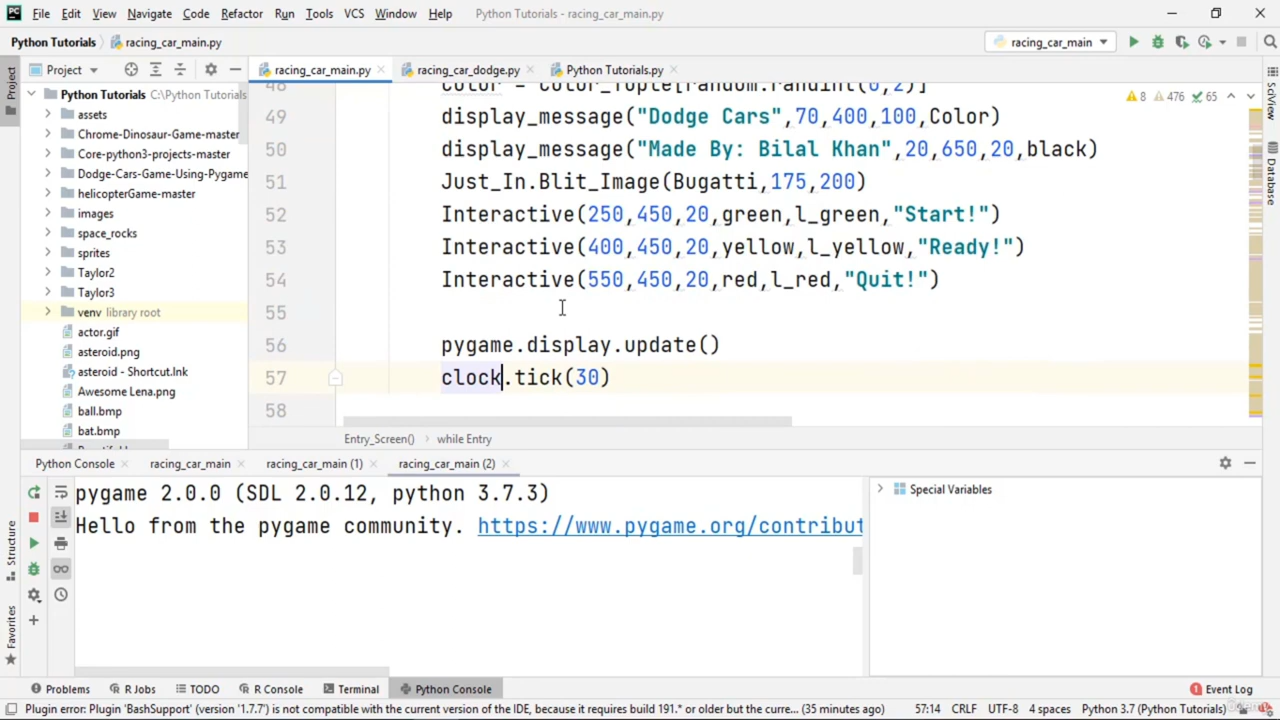 File Edit View Navigate Code Refactor Run Tools VCS Window Help Python Tutorials - racing_car_main.py
Python Tutorials racing_car_main.py racing_car_main
Project racing_car_main.py racing_car_dodge.py Python Tutorials.py
Project
Python Tutorials C:\Python Tutorials
assets
Chrome-Dinosaur-Game-master
Core-python3-projects-master
Dodge-Cars-Game-Using-Pygame
helicopterGame-master
images
space_rocks
sprites
Taylor2
Taylor3
venv library root
actor.gif
asteroid.png
asteroid - Shortcut.lnk
Awesome Lena.png
ball.bmp
bat.bmp
8 476 65
48 Color = Color_Tuple[random.randint(0,2)]
49 display_message("Dodge Cars",70,400,100,Color)
50 display_message("Made By: Bilal Khan",20,650,20,black)
51 Just_In.Blit_Image(Bugatti,175,200)
52 Interactive(250,450,20,green,l_green,"Start!")
53 Interactive(400,450,20,yellow,l_yellow,"Ready!")
54 Interactive(550,450,20,red,l_red,"Quit!")
55
56 pygame.display.update()
57 clock.tick(30)
58
Entry_Screen() while Entry
SciView
Database
Python Console racing_car_main racing_car_main (1) racing_car_main (2)
pygame 2.0.0 (SDL 2.0.12, python 3.7.3)
Hello from the pygame community. https://www.pygame.org/contribut
Special Variables
Structure
Favorites
Problems R Jobs TODO R Console Terminal Python Console Event Log
Plugin error: Plugin 'BashSupport' (version '1.7.7') is not compatible with the current version of the IDE, because it requires build 191.* or older but the curre... (35 minutes ago) 57:14 CRLF UTF-8 4 spaces Python 3.7 (Python Tutorials)